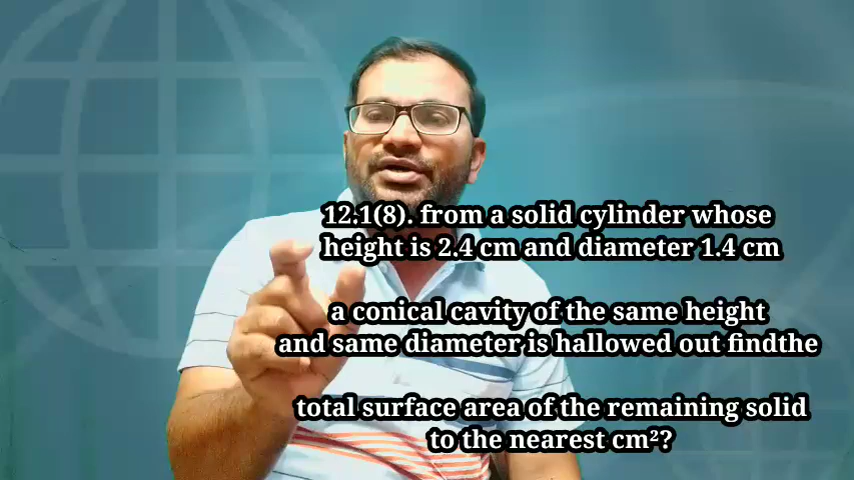 12.1(8). from a solid cylinder whose
height is 2.4 cm and diameter 1.4 cm
a conical cavity of the same height
and same diameter is hallowed out findthe
total surface area of the remaining solid
to the nearest cm²?